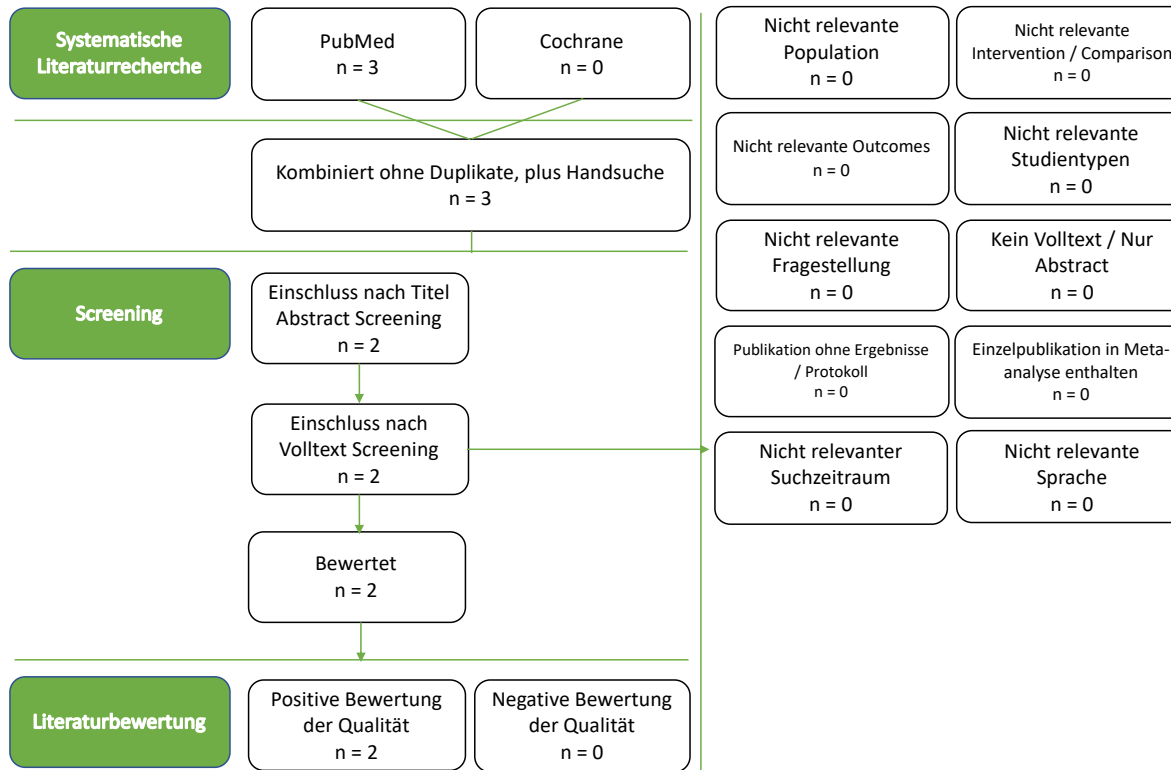 Systematische
Literaturrecherche
PubMed
n = 3
Cochrane
n = 0
Kombiniert ohne Duplikate, plus Handsuche
n = 3
Screening
Einschluss nach Titel
Abstract Screening
n = 2
Einschluss nach
Volltext Screening
n = 2
Bewertet
n = 2
Literaturbewertung
Positive Bewertung
der Qualität
n = 2
Negative Bewertung
der Qualität
n = 0
Nicht relevante
Population
n = 0
Nicht relevante
Intervention / Comparison
n = 0
Nicht relevante Outcomes
n = 0
Nicht relevante
Studientypen
n = 0
Nicht relevante
Fragestellung
n = 0
Kein Volltext / Nur
Abstract
n = 0
Publikation ohne Ergebnisse
/ Protokoll
n = 0
Einzelpublikation in Meta-
analyse enthalten
n = 0
Nicht relevanter
Suchzeitraum
n = 0
Nicht relevante
Sprache
n = 0